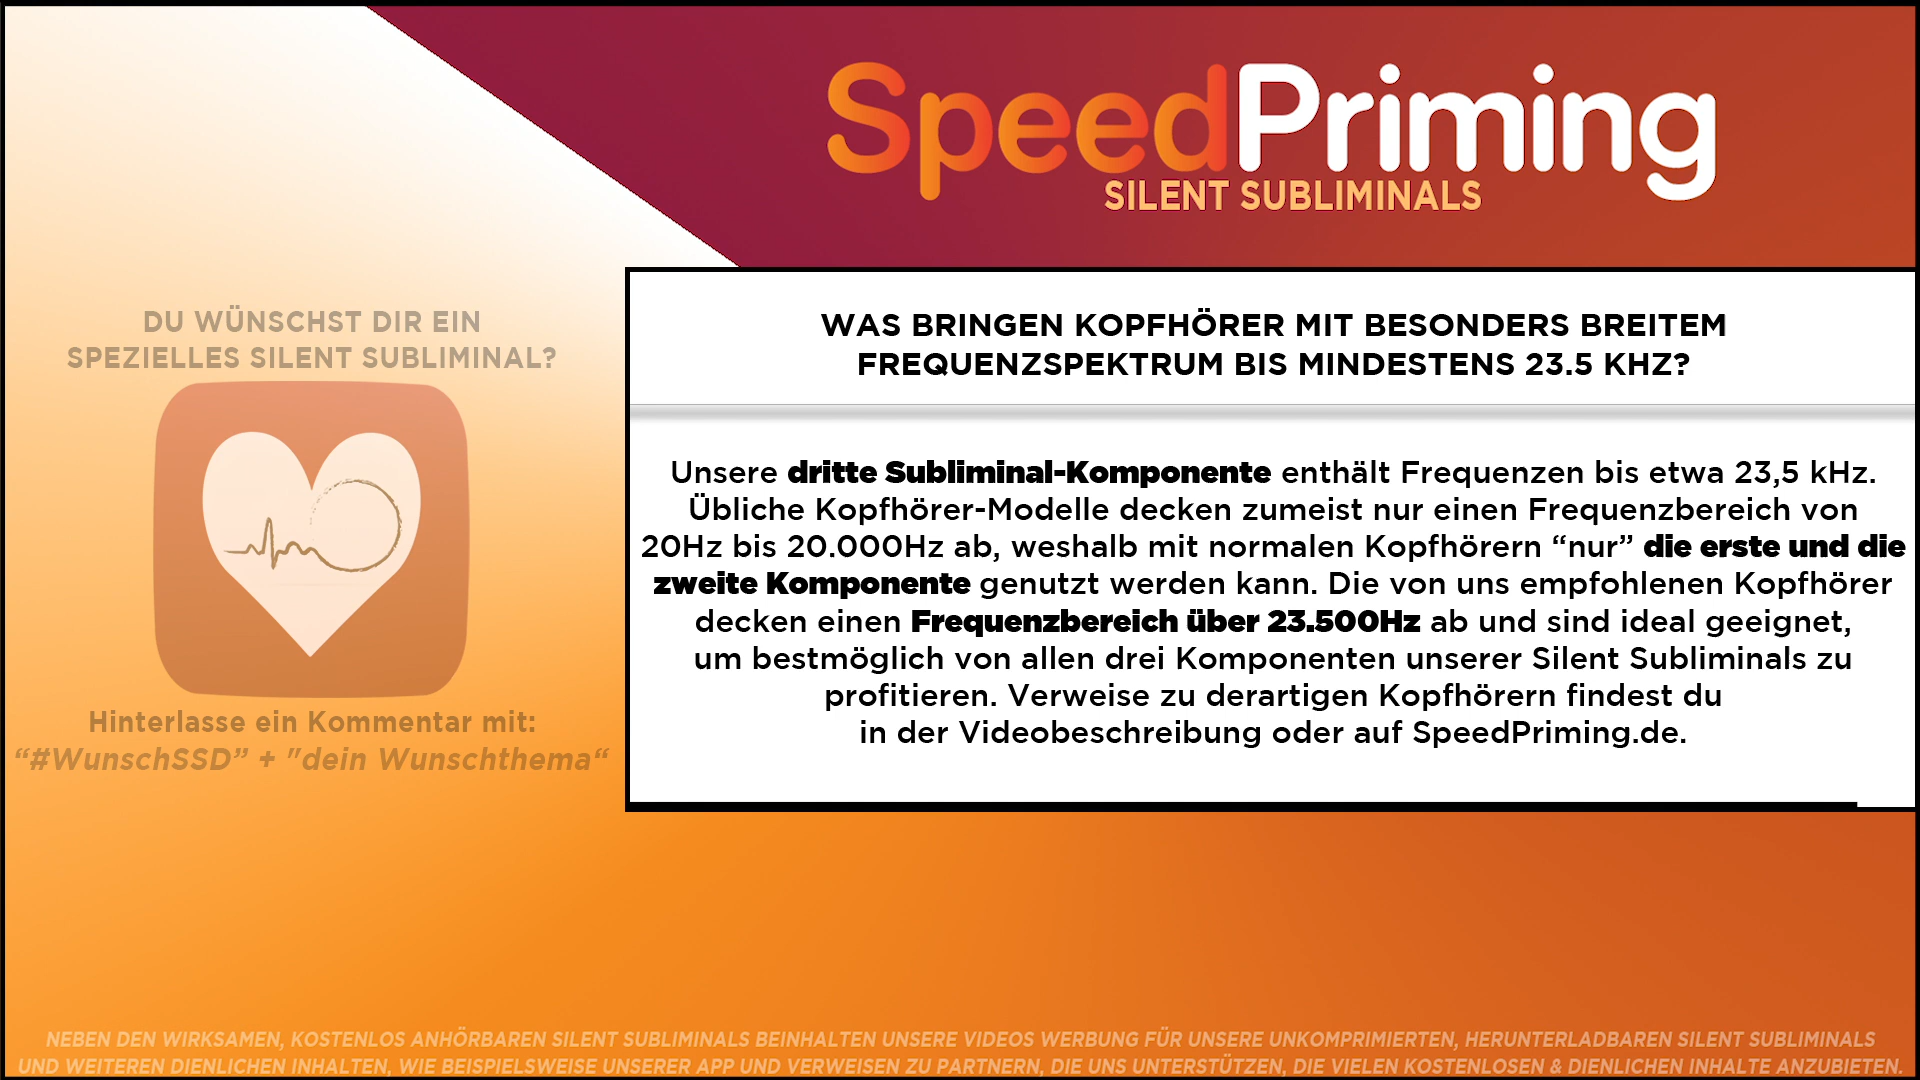 SpeedPriming
SILENT SUBLIMINALS
DU WÜNSCHST DIR EIN
SPEZIELLES SILENT SUBLIMINAL?
Hinterlasse ein Kommentar mit:
“#WunschSSD” + "dein Wunschthema“
WAS BRINGEN KOPFHÖRER MIT BESONDERS BREITEM
FREQUENZSPEKTRUM BIS MINDESTENS 23.5 KHZ?
Unsere dritte Subliminal-Komponente enthält Frequenzen bis etwa 23,5 kHz.
Übliche Kopfhörer-Modelle decken zumeist nur einen Frequenzbereich von
20Hz bis 20.000Hz ab, weshalb mit normalen Kopfhörern “nur” die erste und die
zweite Komponente genutzt werden kann. Die von uns empfohlenen Kopfhörer
decken einen Frequenzbereich über 23.500Hz ab und sind ideal geeignet,
um bestmöglich von allen drei Komponenten unserer Silent Subliminals zu
profitieren. Verweise zu derartigen Kopfhörern findest du
in der Videobeschreibung oder auf SpeedPriming.de.
NEBEN DEN WIRKSAMEN, KOSTENLOS ANHÖRBAREN SILENT SUBLIMINALS BEINHALTEN UNSERE VIDEOS WERBUNG FÜR UNSERE UNKOMPRIMIERTEN, HERUNTERLADBAREN SILENT SUBLIMINALS
UND WEITEREN DIENLICHEN INHALTEN, WIE BEISPIELSWEISE UNSERER APP UND VERWEISEN ZU PARTNERN, DIE UNS UNTERSTÜTZEN, DIE VIELEN KOSTENLOSEN & DIENLICHEN INHALTE ANZUBIETEN.